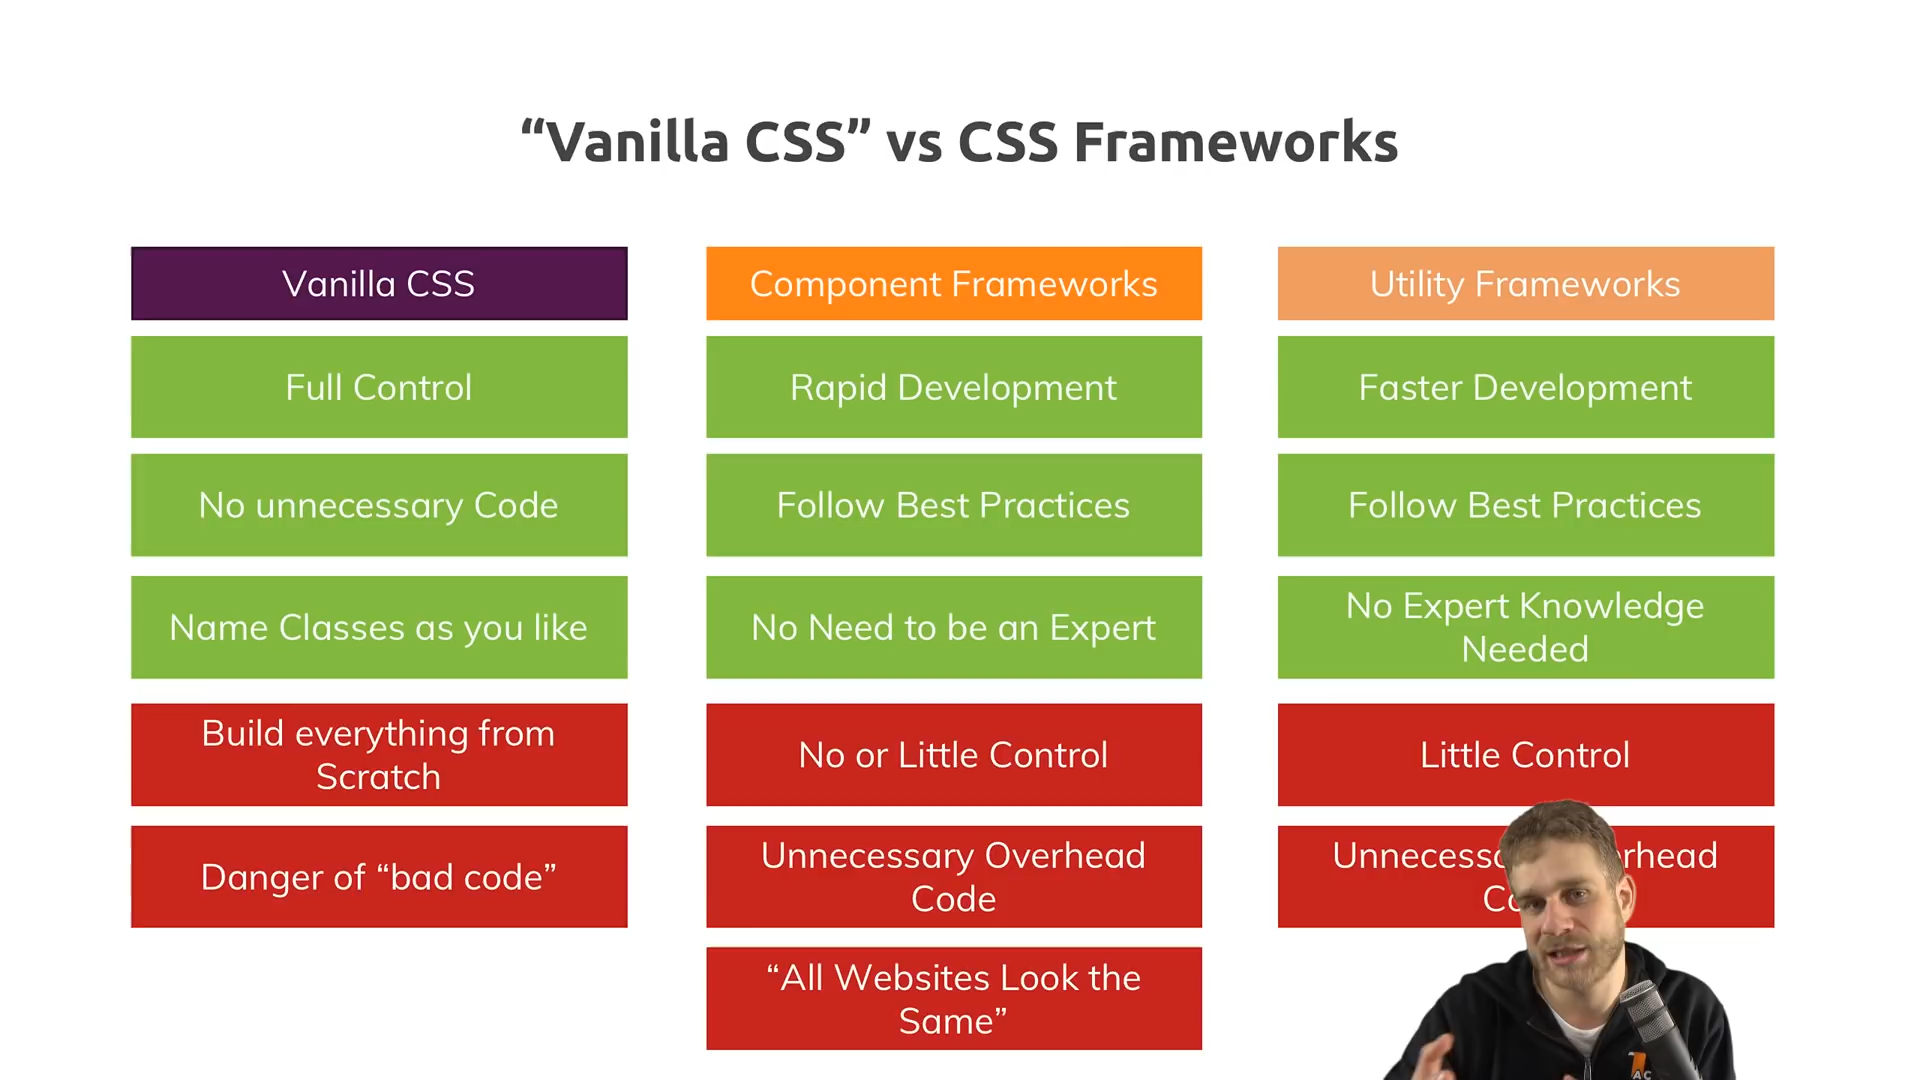 “Vanilla CSS” vs CSS Frameworks
Vanilla CSS
Full Control
No unnecessary Code
Name Classes as you like
Build everything from
Scratch
Danger of “bad code”
Component Frameworks
Rapid Development
Follow Best Practices
No Need to be an Expert
No or Little Control
Unnecessary Overhead
Code
“All Websites Look the
Same”
Utility Frameworks
Faster Development
Follow Best Practices
No Expert Knowledge
Needed
Little Control